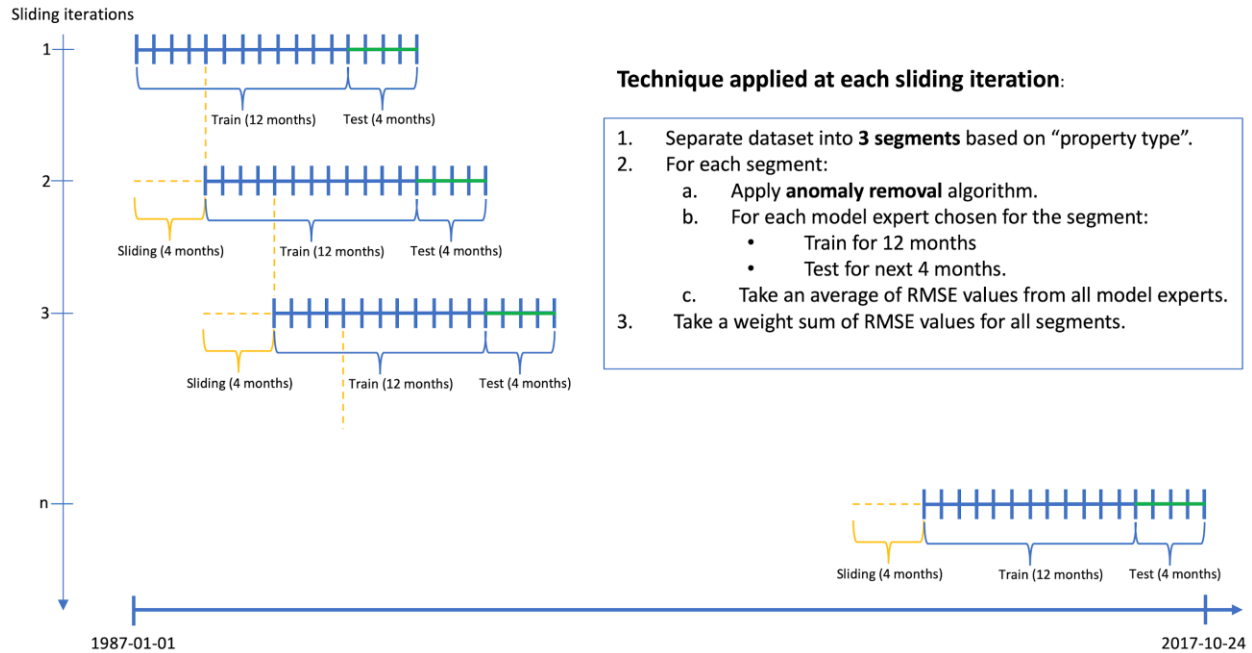 Sliding iterations
1
Train (12 months) Test (4 months)
2
Sliding (4 months) Train (12 months) Test (4 months)
3
Sliding (4 months) Train (12 months) Test (4 months)
n
Sliding (4 months) Train (12 months) Test (4 months)
1987-01-01 2017-10-24
Technique applied at each sliding iteration:
1. Separate dataset into 3 segments based on “property type”.
2. For each segment:
a. Apply anomaly removal algorithm.
b. For each model expert chosen for the segment:
• Train for 12 months
• Test for next 4 months.
c. Take an average of RMSE values from all model experts.
3. Take a weight sum of RMSE values for all segments.